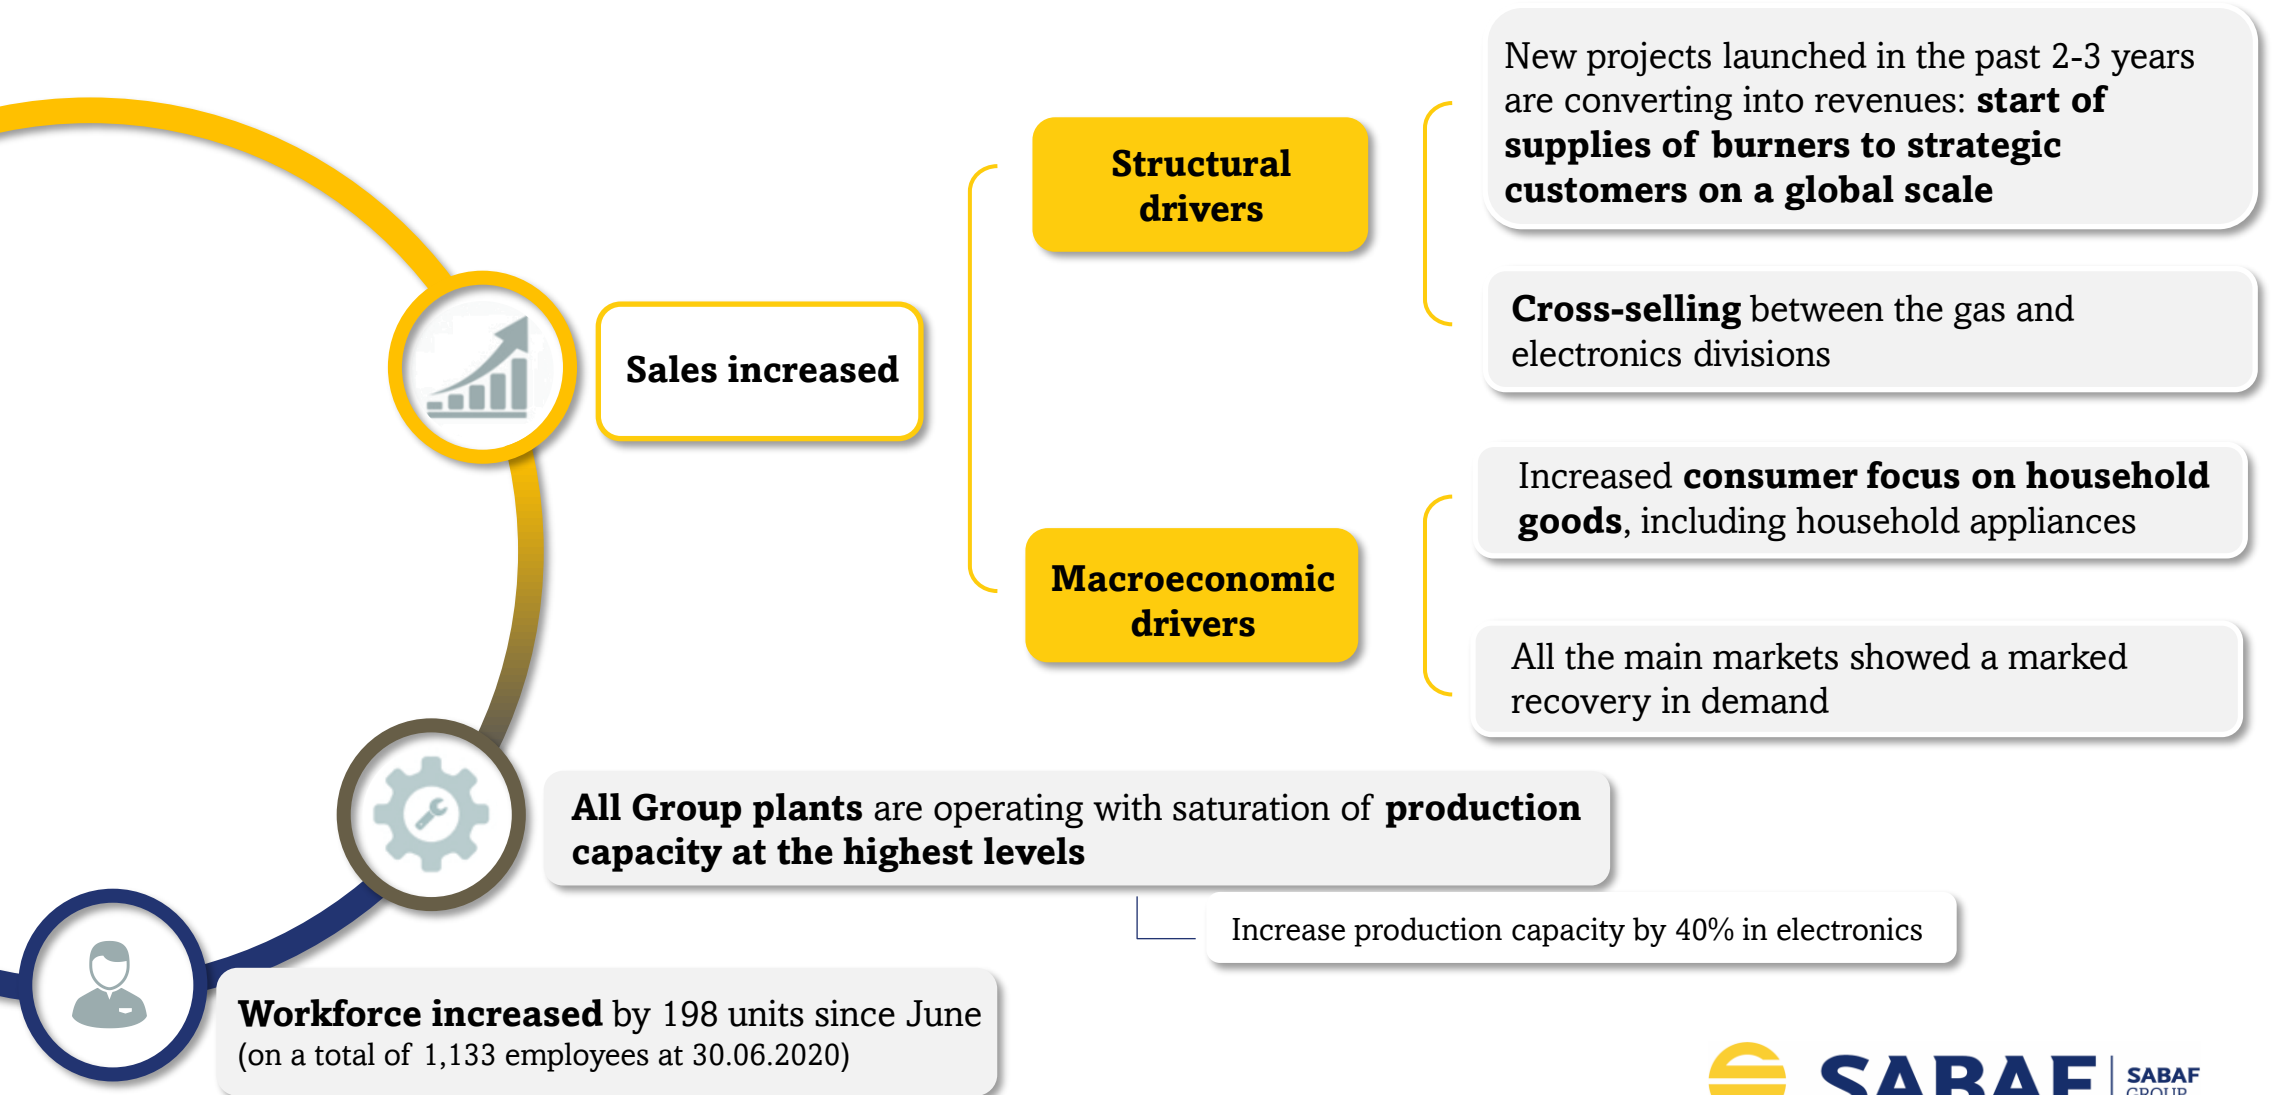 New projects launched in the past 2-3 years
are converting into revenues: start of
supplies of burners to strategic
customers on a global scale
Structural
drivers
Cross-selling between the gas and
electronics divisions
Sales increased
Increased consumer focus on household
goods, including household appliances
Macroeconomic
drivers
All the main markets showed a marked
recovery in demand
All Group plants are operating with saturation of production
capacity at the highest levels
Increase production capacity by 40% in electronics
Workforce increased by 198 units since June
(on a total of 1,133 employees at 30.06.2020)
SABAF
SABAF
GROUP